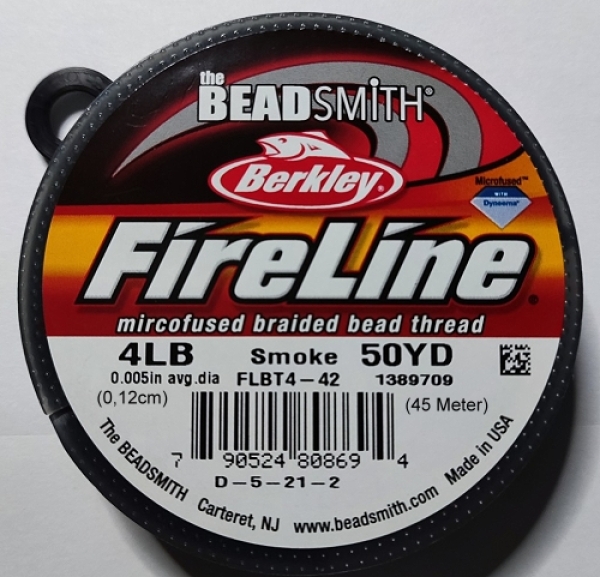 the
BEADSMITH®
Berkley®
Microfused™
WITH
Dyneema®
FireLine®
mircofused braided bead thread
4LB Smoke 50YD
0.005in avg.dia FLBT4-42 1389709
(0,12cm) (45 Meter)
7 90524 80869 4
D-5-21-2
The BEADSMITH Carteret, NJ www.beadsmith.com Made in USA